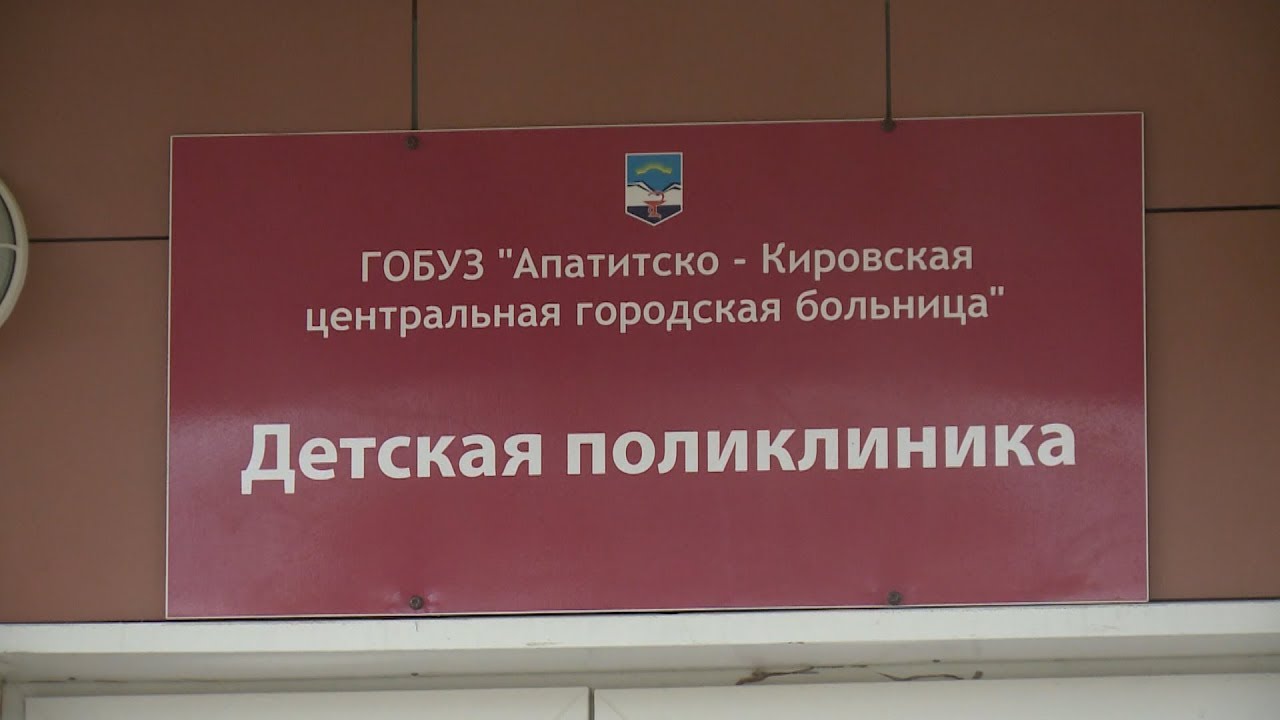 ГОБУЗ "Апатитско - Кировская
центральная городская больница"
Детская поликлиника